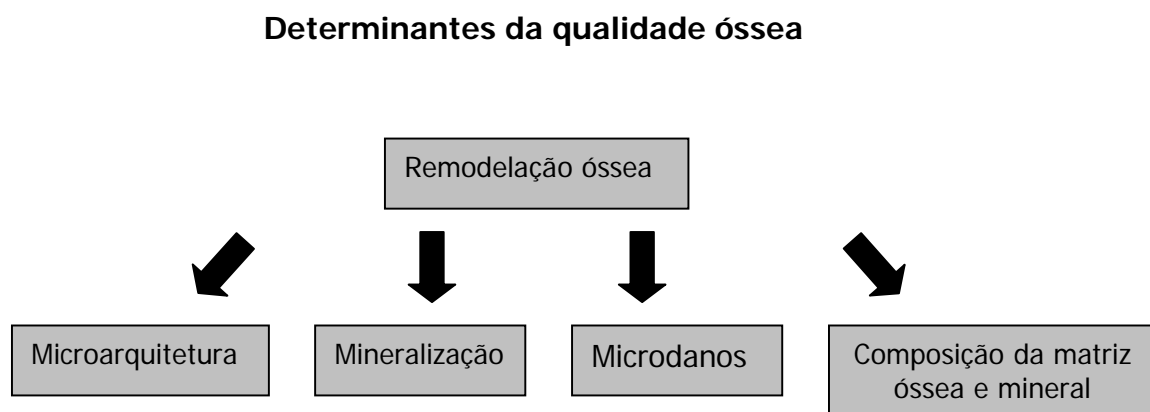 Determinantes da qualidade óssea
Remodelação óssea
Microarquitetura
Mineralização
Microdanos
Composição da matriz
óssea e mineral